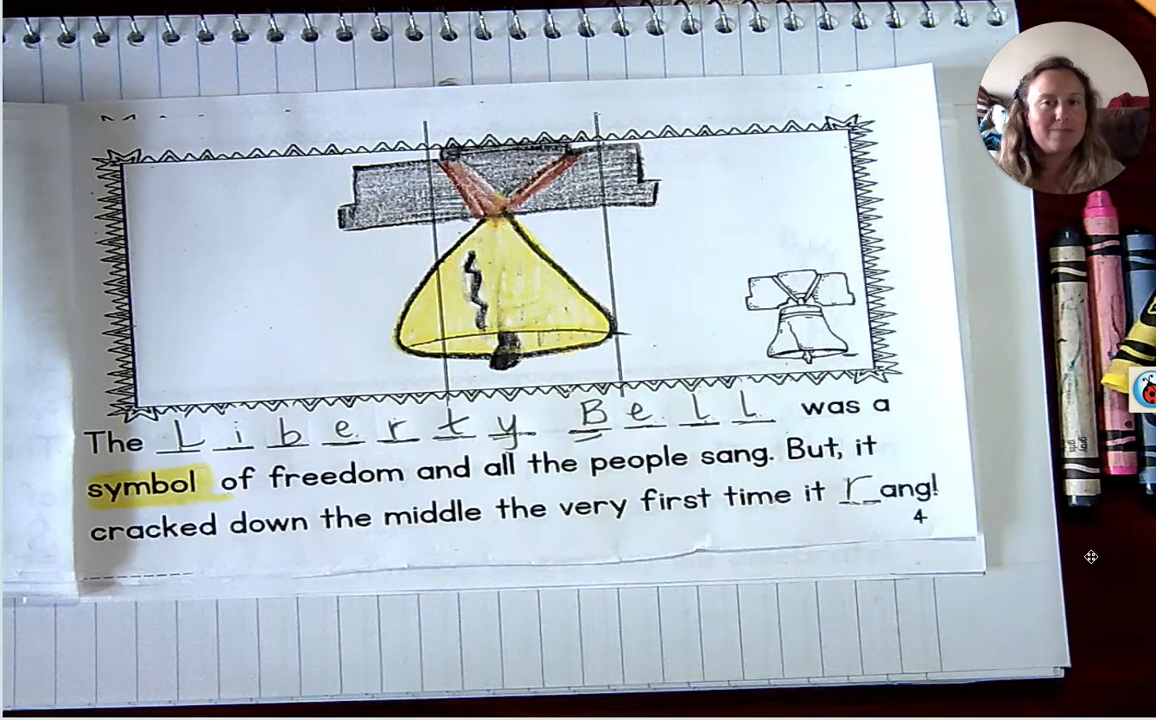 The Liberty Bell was a
symbol of freedom and all the people sang. But, it
cracked down the middle the very first time it rang!
4